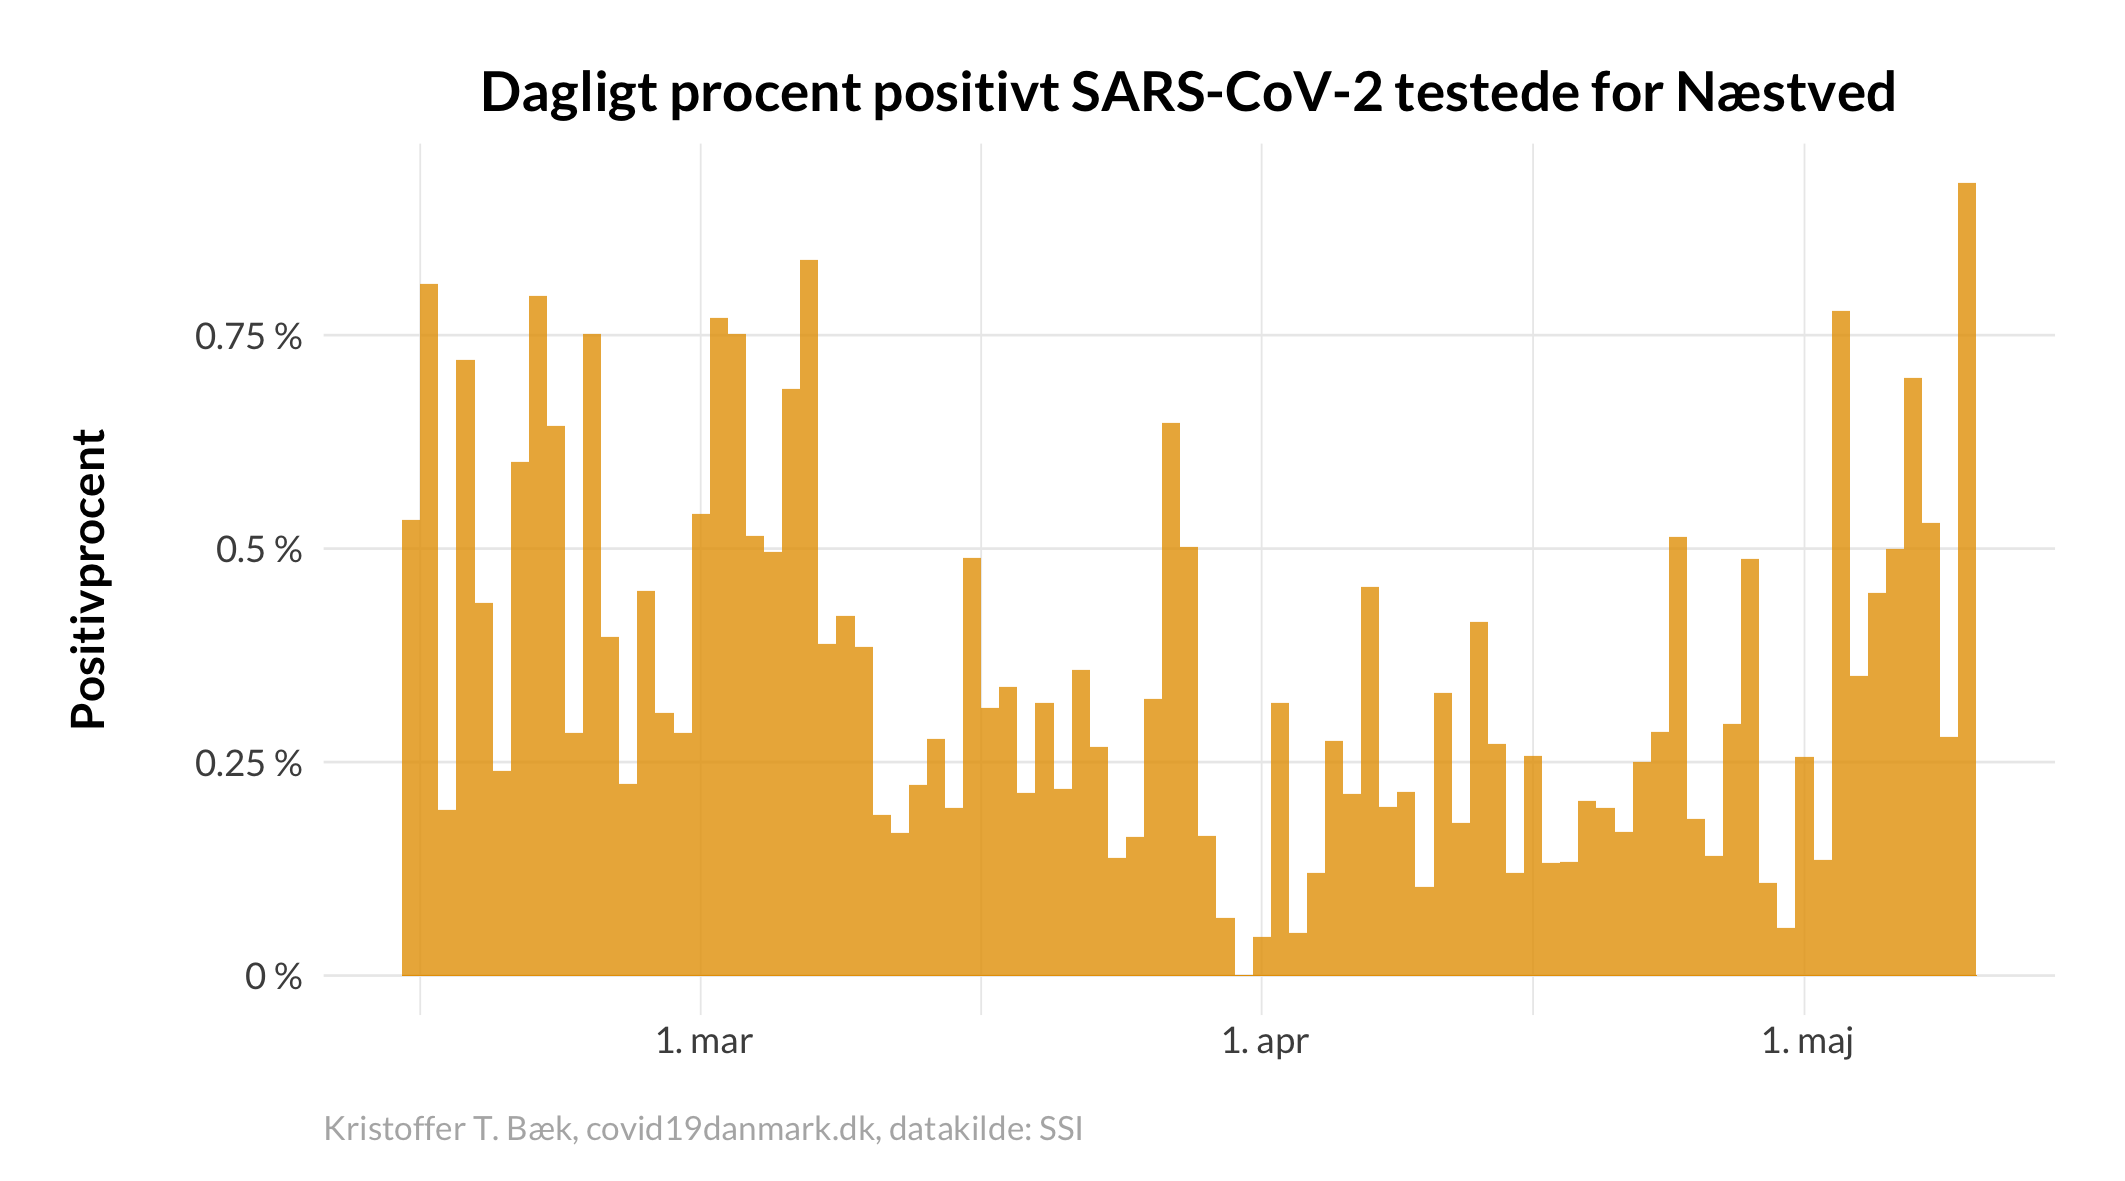 Dagligt procent positivt SARS-CoV-2 testede for Næstved
Positivprocent
0.75 %
0.5 %
0.25 %
0 %
1. mar
1. apr
1. maj
Kristoffer T. Bæk, covid19danmark.dk, datakilde: SSI